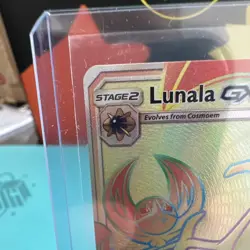 STAGE 2
Lunala GX
Evolves from Cosmoem